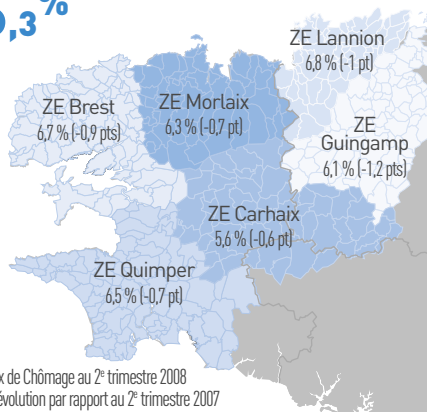 ,3 %
ZE Lannion
6,8 % (-1 pt)
ZE Brest
6,7 % (-0,9 pts)
ZE Morlaix
6,3 % (-0,7 pt)
ZE
Guingamp
6,1 % (-1,2 pts)
ZE Carhaix
5,6 % (-0,6 pt)
ZE Quimper
6,5 % (-0,7 pt)
de Chômage au 2e trimestre 2008
évolution par rapport au 2e trimestre 2007